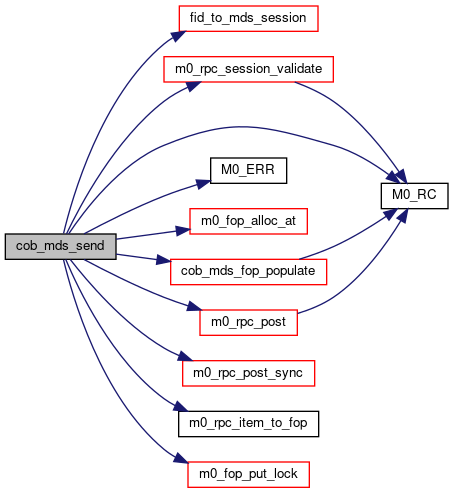 fid_to_mds_session
m0_rpc_session_validate
M0_ERR
M0_RC
m0_fop_alloc_at
cob_mds_send
cob_mds_fop_populate
m0_rpc_post
m0_rpc_post_sync
m0_rpc_item_to_fop
m0_fop_put_lock